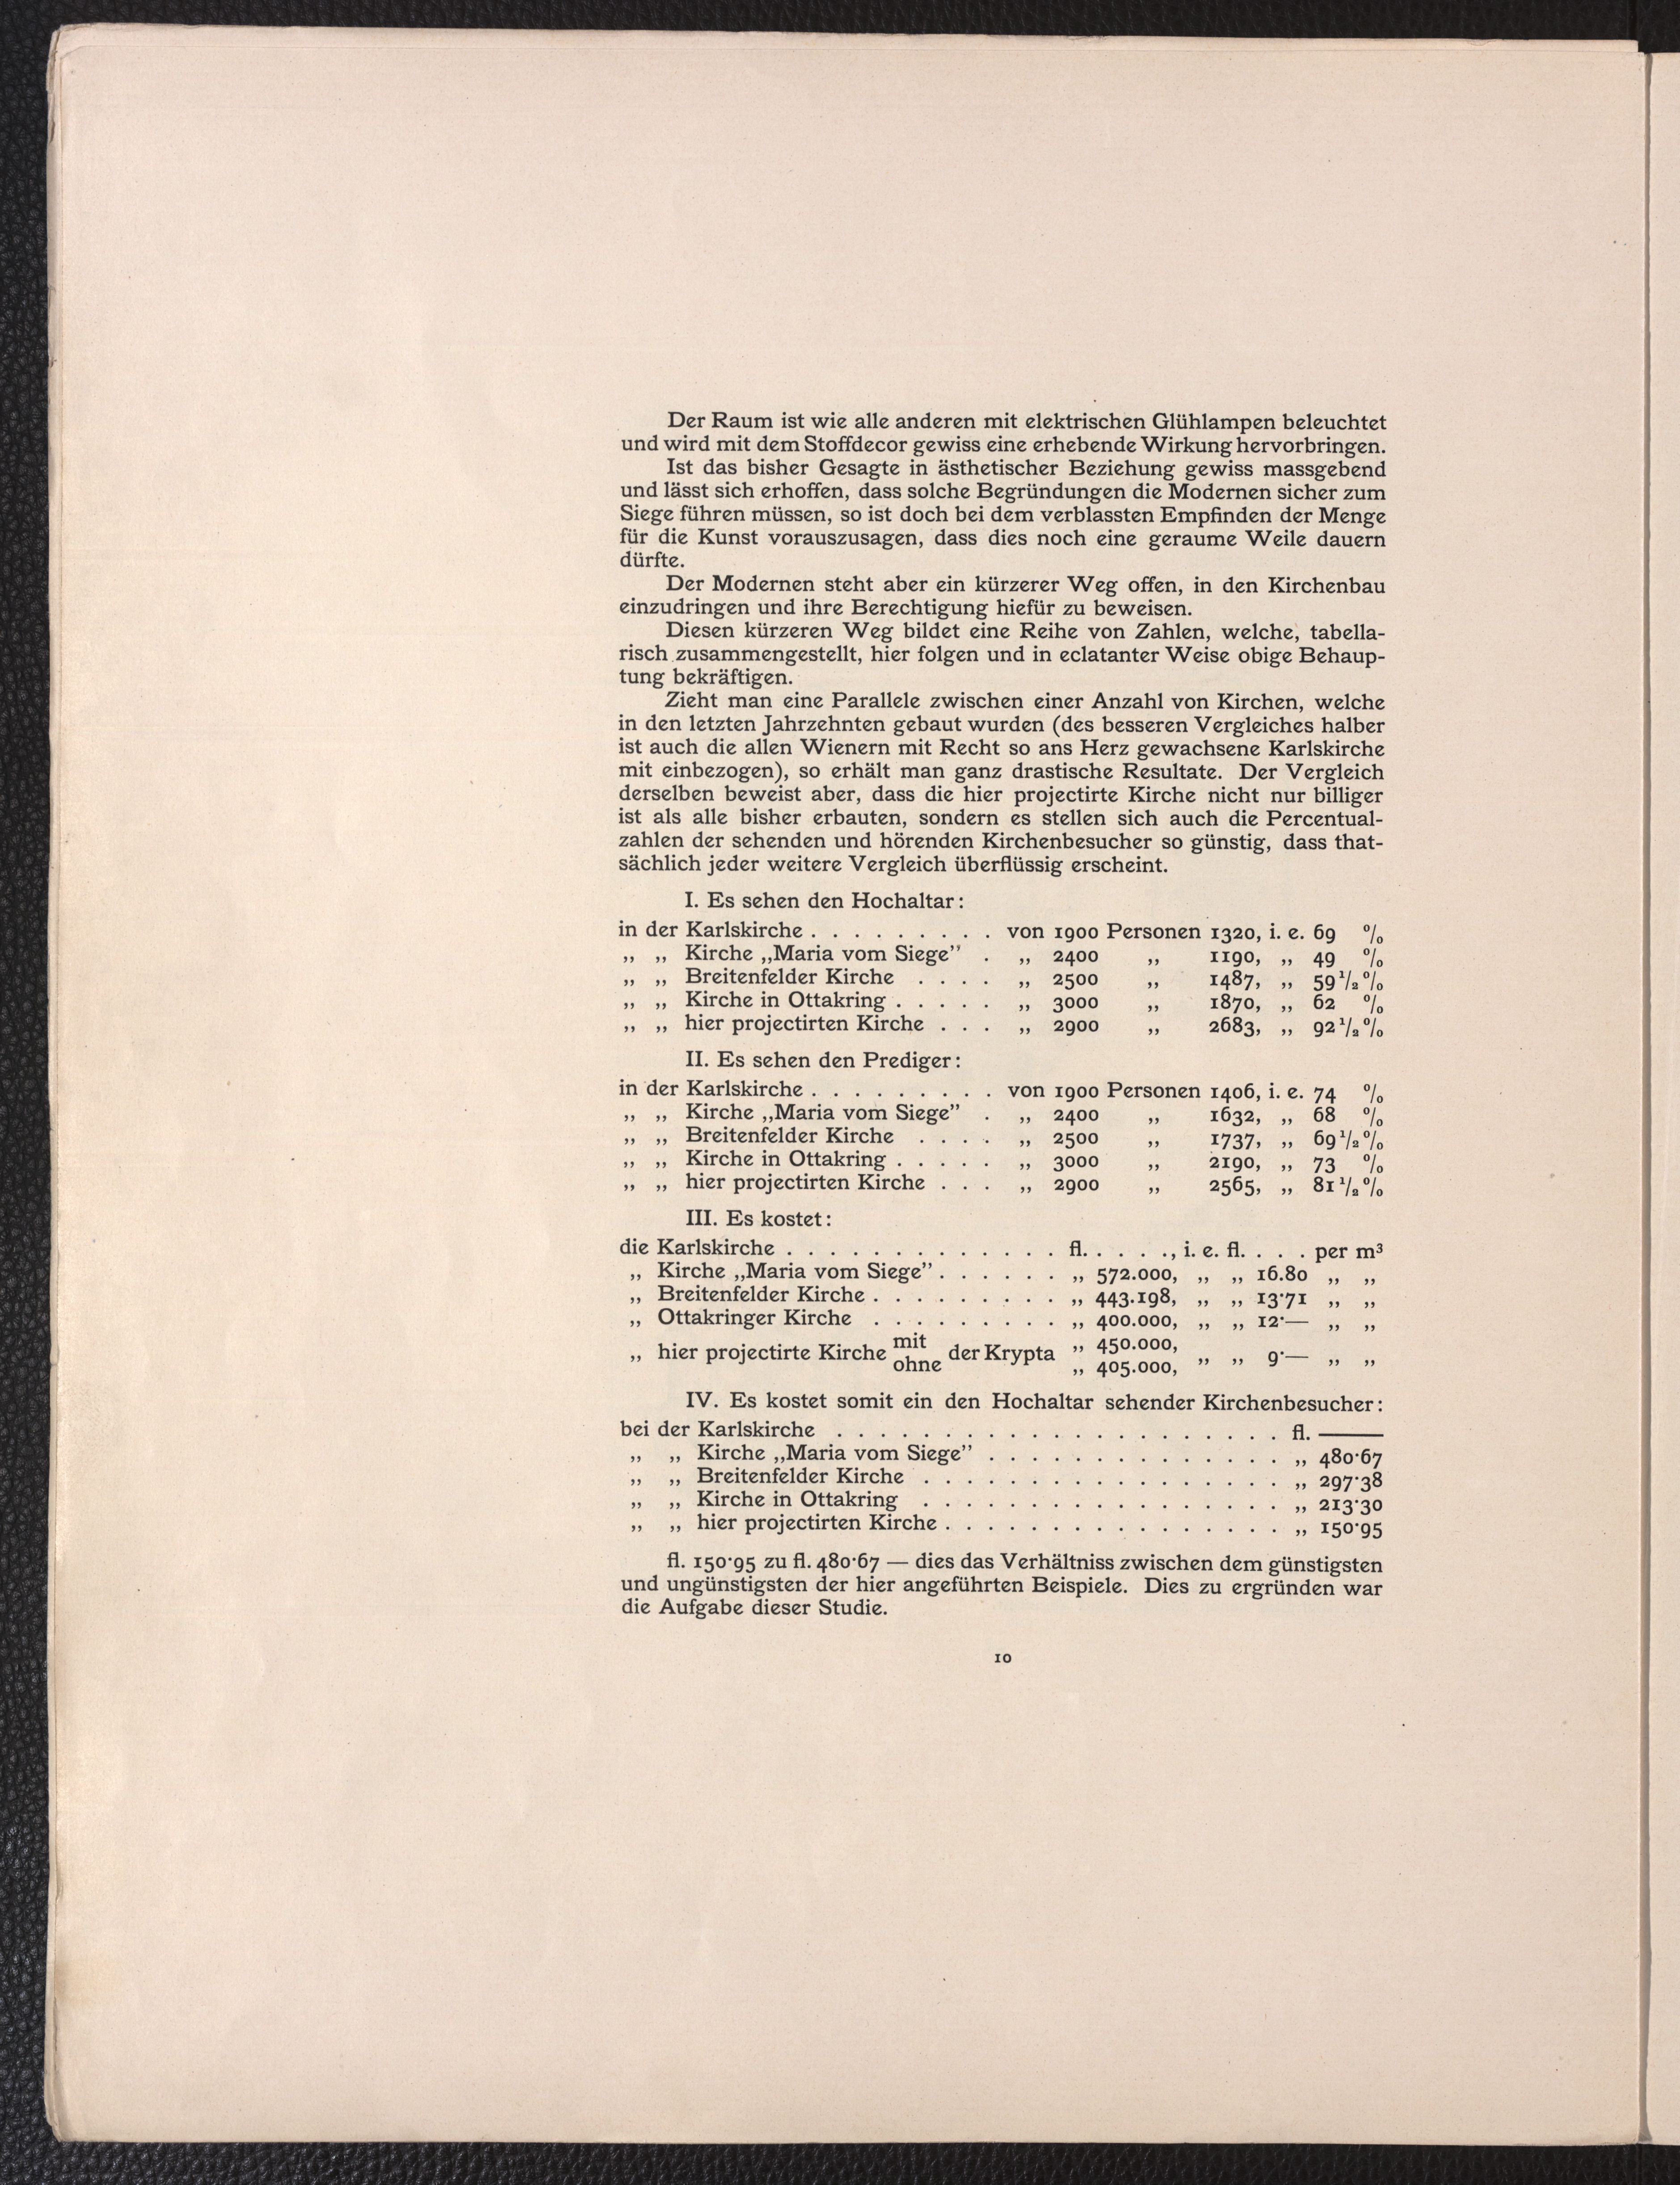 Der Raum ist wie alle anderen mit elektrischen Glühlampen beleuchtet
und wird mit dem Stoffdecor gewiss eine erhebende Wirkung hervorbringen.
Ist das bisher Gesagte in ästhetischer Beziehung gewiss massgebend
und lässt sich erhoffen, dass solche Begründungen die Modernen sicher zum
Siege führen müssen, so ist doch bei dem verblassten Empfinden der Menge
für die Kunst vorauszusagen, dass dies noch eine geraume Weile dauern
dürfte.
Der Modernen steht aber ein kürzerer Weg offen, in den Kirchenbau
einzudringen und ihre Berechtigung hiefür zu beweisen.
Diesen kürzeren Weg bildet eine Reihe von Zahlen, welche, tabella-
risch zusammengestellt, hier folgen und in eclatanter Weise obige Behaup-
tung bekräftigen.
Zieht man eine Parallele zwischen einer Anzahl von Kirchen, welche
in den letzten Jahrzehnten gebaut wurden (des besseren Vergleiches halber
ist auch die allen Wienern mit Recht so ans Herz gewachsene Karlskirche
mit einbezogen), so erhält man ganz drastische Resultate. Der Vergleich
derselben beweist aber, dass die hier projectirte Kirche nicht nur billiger
ist als alle bisher erbauten, sondern es stellen sich auch die Percentual-
zahlen der sehenden und hörenden Kirchenbesucher so günstig, dass that-
sächlich jeder weitere Vergleich überflüssig erscheint.
I. Es sehen den Hochaltar:
in der Karlskirche . . . . . . . . . von 1900 Personen 1320, i. e. 69 %
„ „ Kirche „Maria vom Siege” . „ 2400 „ 1190, „ 49 %
„ „ Breitenfelder Kirche . . . . „ 2500 „ 1487, „ 59 1/2 %
„ „ Kirche in Ottakring . . . . . „ 3000 „ 1870, „ 62 %
„ „ hier projectirten Kirche . . . „ 2900 „ 2683, „ 92 1/2 %
II. Es sehen den Prediger:
in der Karlskirche . . . . . . . . . von 1900 Personen 1406, i. e. 74 %
„ „ Kirche „Maria vom Siege” . „ 2400 „ 1632, „ 68 %
„ „ Breitenfelder Kirche . . . . „ 2500 „ 1737, „ 69 1/2 %
„ „ Kirche in Ottakring . . . . . „ 3000 „ 2190, „ 73 %
„ „ hier projectirten Kirche . . . „ 2900 „ 2565, „ 81 1/2 %
III. Es kostet:
die Karlskirche . . . . . . . . . . . . . fl. . . . ., i. e. fl. . . . per m³
„ Kirche „Maria vom Siege” . . . . . . „ 572.000, „ „ 16.80 „ „
„ Breitenfelder Kirche . . . . . . . . . „ 443.198, „ „ 13·71 „ „
„ Ottakringer Kirche . . . . . . . . . „ 400.000, „ „ 12·— „ „
„ hier projectirte Kirche mit der Krypta „ 450.000, „ „ 9·— „ „
ohne „ 405.000,
IV. Es kostet somit ein den Hochaltar sehender Kirchenbesucher:
bei der Karlskirche . . . . . . . . . . . . . . . . . . . . . fl. ———
„ „ Kirche „Maria vom Siege” . . . . . . . . . . . . . . . „ 480·67
„ „ Breitenfelder Kirche . . . . . . . . . . . . . . . . . „ 297·38
„ „ Kirche in Ottakring . . . . . . . . . . . . . . . . . „ 213·30
„ „ hier projectirten Kirche . . . . . . . . . . . . . . . . „ 150·95
fl. 150·95 zu fl. 480·67 — dies das Verhältniss zwischen dem günstigsten
und ungünstigsten der hier angeführten Beispiele. Dies zu ergründen war
die Aufgabe dieser Studie.
10